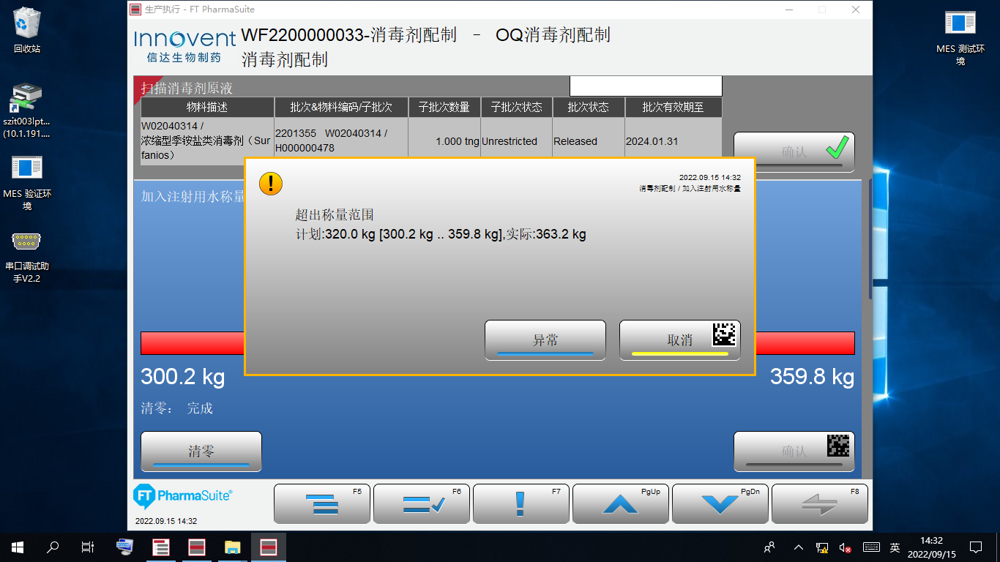 生产执行 - FT PharmaSuite
回收站
szit003lpt...
(10.1.191....
MES 验证环
境
串口调试助
手V2.2
MES 测试环
境
Innovent
信达生物制药
WF2200000033-消毒剂配制 - OQ消毒剂配制
消毒剂配制
扫描消毒剂原液
物料描述 批次&物料编码/子批次 子批次数量 子批次状态 批次状态 批次有效期至
W02040314 /
浓缩型季铵盐类消毒剂（Sur
fanios）
2201355 W02040314 /
H000000478
1.000 tng
Unrestricted
Released
2024.01.31
确认
加入注射用水称量
2022.09.15 14:32
消毒剂配制 / 加入注射用水称量
超出称量范围
计划:320.0 kg [300.2 kg .. 359.8 kg],实际:363.2 kg
异常
取消
300.2 kg
359.8 kg
清零： 完成
清零
确认
FT PharmaSuite
2022.09.15 14:32
F5
F6
F7
PgUp
PgDn
F8
英
14:32
2022/09/15